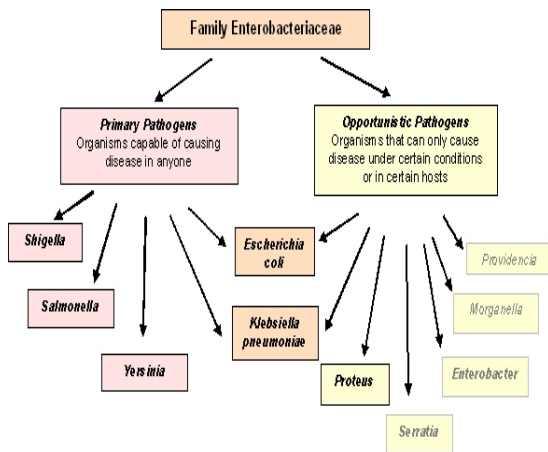 Family Enterobacteriaceae
Primary Pathogens
Organisms capable of causing
disease in anyone
Opportunistic Pathogens
Organisms that can only cause
disease under certain conditions
or in certain hosts
Shigella
Salmonella
Yersinia
Escherichia
coli
Klebsiella
pneumoniae
Proteus
Serratia
Enterobacter
Morganella
Providencia